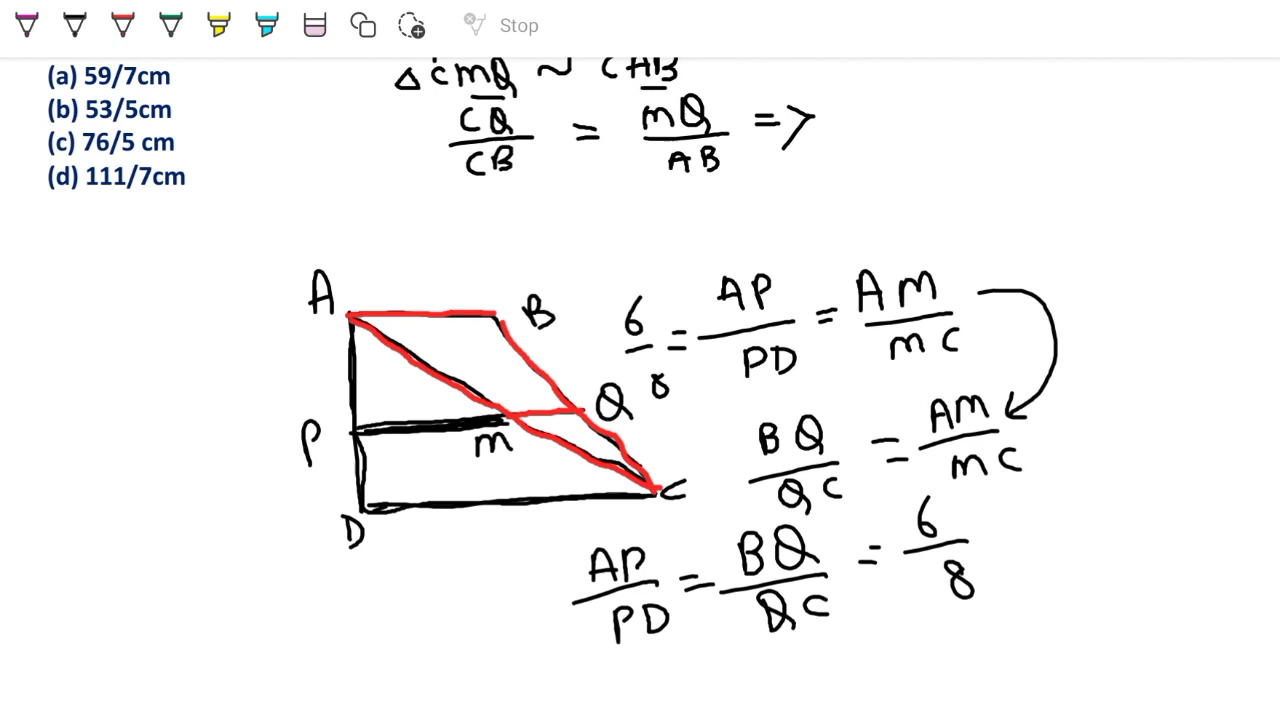 Stop
(a) 59/7cm
(b) 53/5cm
(c) 76/5 cm
(d) 111/7cm
Δ CMQ ~ CAB
CQ/CB = MQ/AB =>
A
B
6/8 = AP/PD = AM/MC
Q
P
M
C
D
BQ/QC = AM/MC
AP/PD = BQ/QC = 6/8